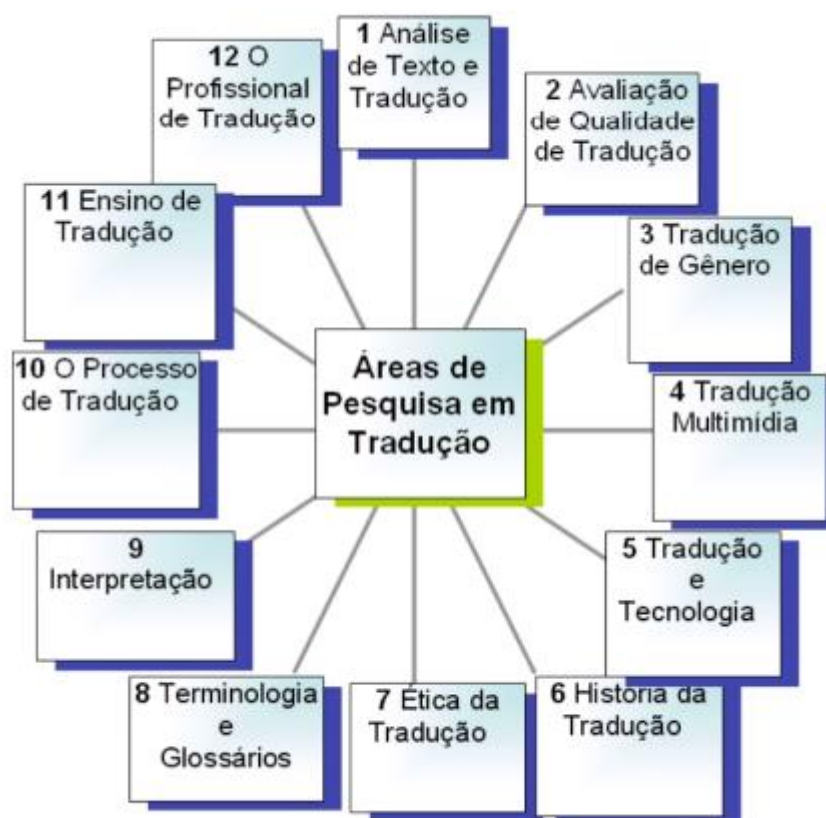 1 Análise
de Texto e
Tradução
2 Avaliação
de Qualidade
de Tradução
3 Tradução
de Gênero
4 Tradução
Multimídia
5 Tradução
e
Tecnologia
6 História da
Tradução
7 Ética da
Tradução
8 Terminologia
e
Glossários
9
Interpretação
10 O Processo
de Tradução
11 Ensino de
Tradução
12 O
Profissional
de Tradução
Áreas de
Pesquisa em
Tradução